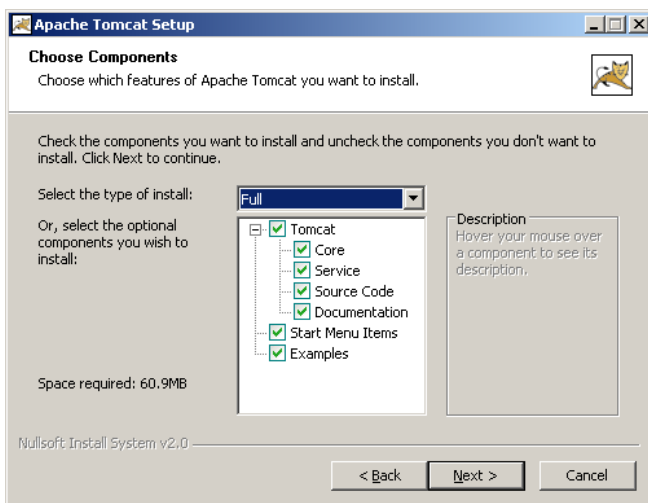 Apache Tomcat Setup
Choose Components
Choose which features of Apache Tomcat you want to install.
Check the components you want to install and uncheck the components you don't want to
install. Click Next to continue.
Select the type of install:
Full
Or, select the optional
components you wish to
install:
Tomcat
Core
Service
Source Code
Documentation
Start Menu Items
Examples
Description
Hover your mouse over
a component to see its
description.
Space required: 60.9MB
Nullsoft Install System v2.0
< Back
Next >
Cancel